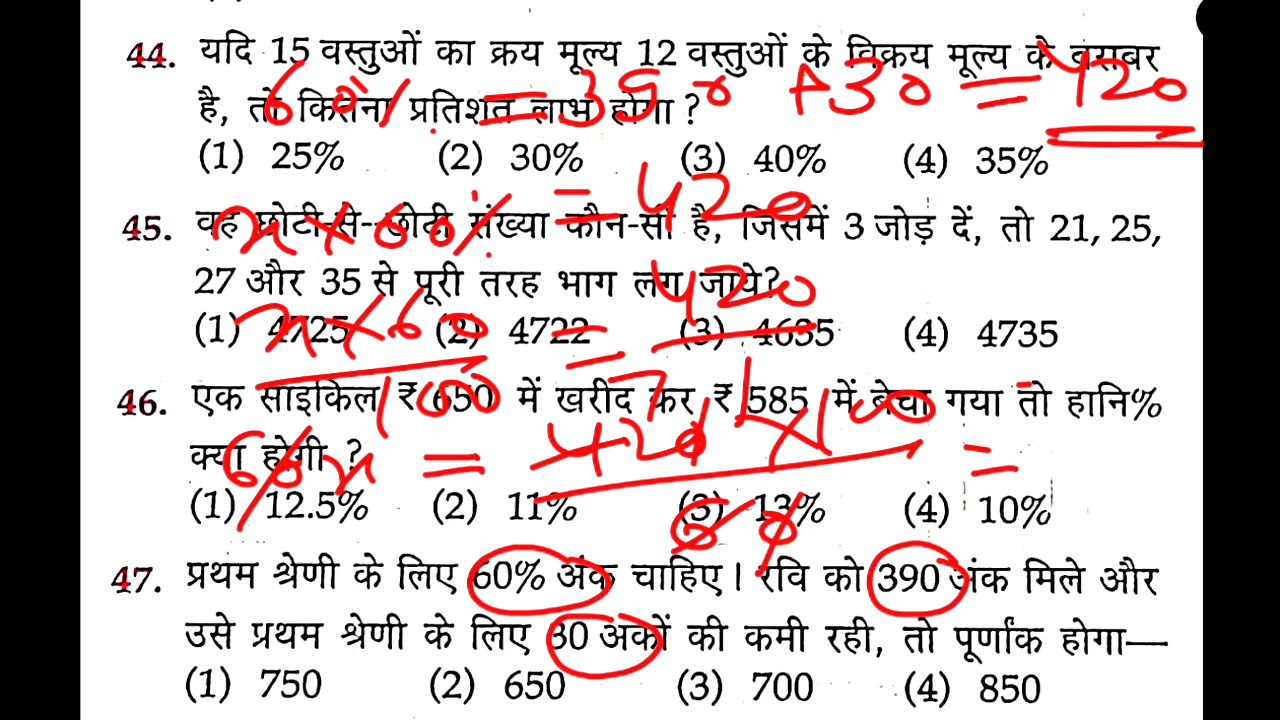 44. यदि 15 वस्तुओं का क्रय मूल्य 12 वस्तुओं के विक्रय मूल्य के बराबर
है, तो कितना प्रतिशत लाभ होगा ?
(1) 25% (2) 30% (3) 40% (4) 35%
45. वह छोटी-से-छोटी संख्या कौन-सी है, जिसमें 3 जोड़ दें, तो 21, 25,
27 और 35 से पूरी तरह भाग लग जाये?
(1) 4725 (2) 4722 (3) 4635 (4) 4735
46. एक साइकिल ₹ 650 में खरीद कर ₹ 585 में बेचा गया तो हानि%
क्या होगी ?
(1) 12.5% (2) 11% (3) 13% (4) 10%
47. प्रथम श्रेणी के लिए 60% अंक चाहिए। रवि को 390 अंक मिले और
उसे प्रथम श्रेणी के लिए 30 अकों की कमी रही, तो पूर्णांक होगा—
(1) 750 (2) 650 (3) 700 (4) 850
+30 = 420
x × 60% = 420
x × 60 = 420
100